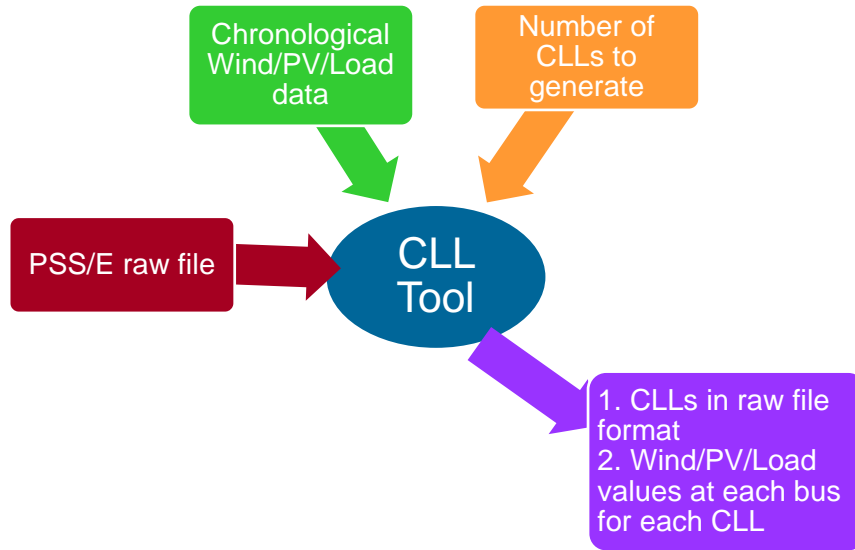 Chronological
Wind/PV/Load
data
Number of
CLLs to
generate
PSS/E raw file
CLL
Tool
1. CLLs in raw file
format
2. Wind/PV/Load
values at each bus
for each CLL